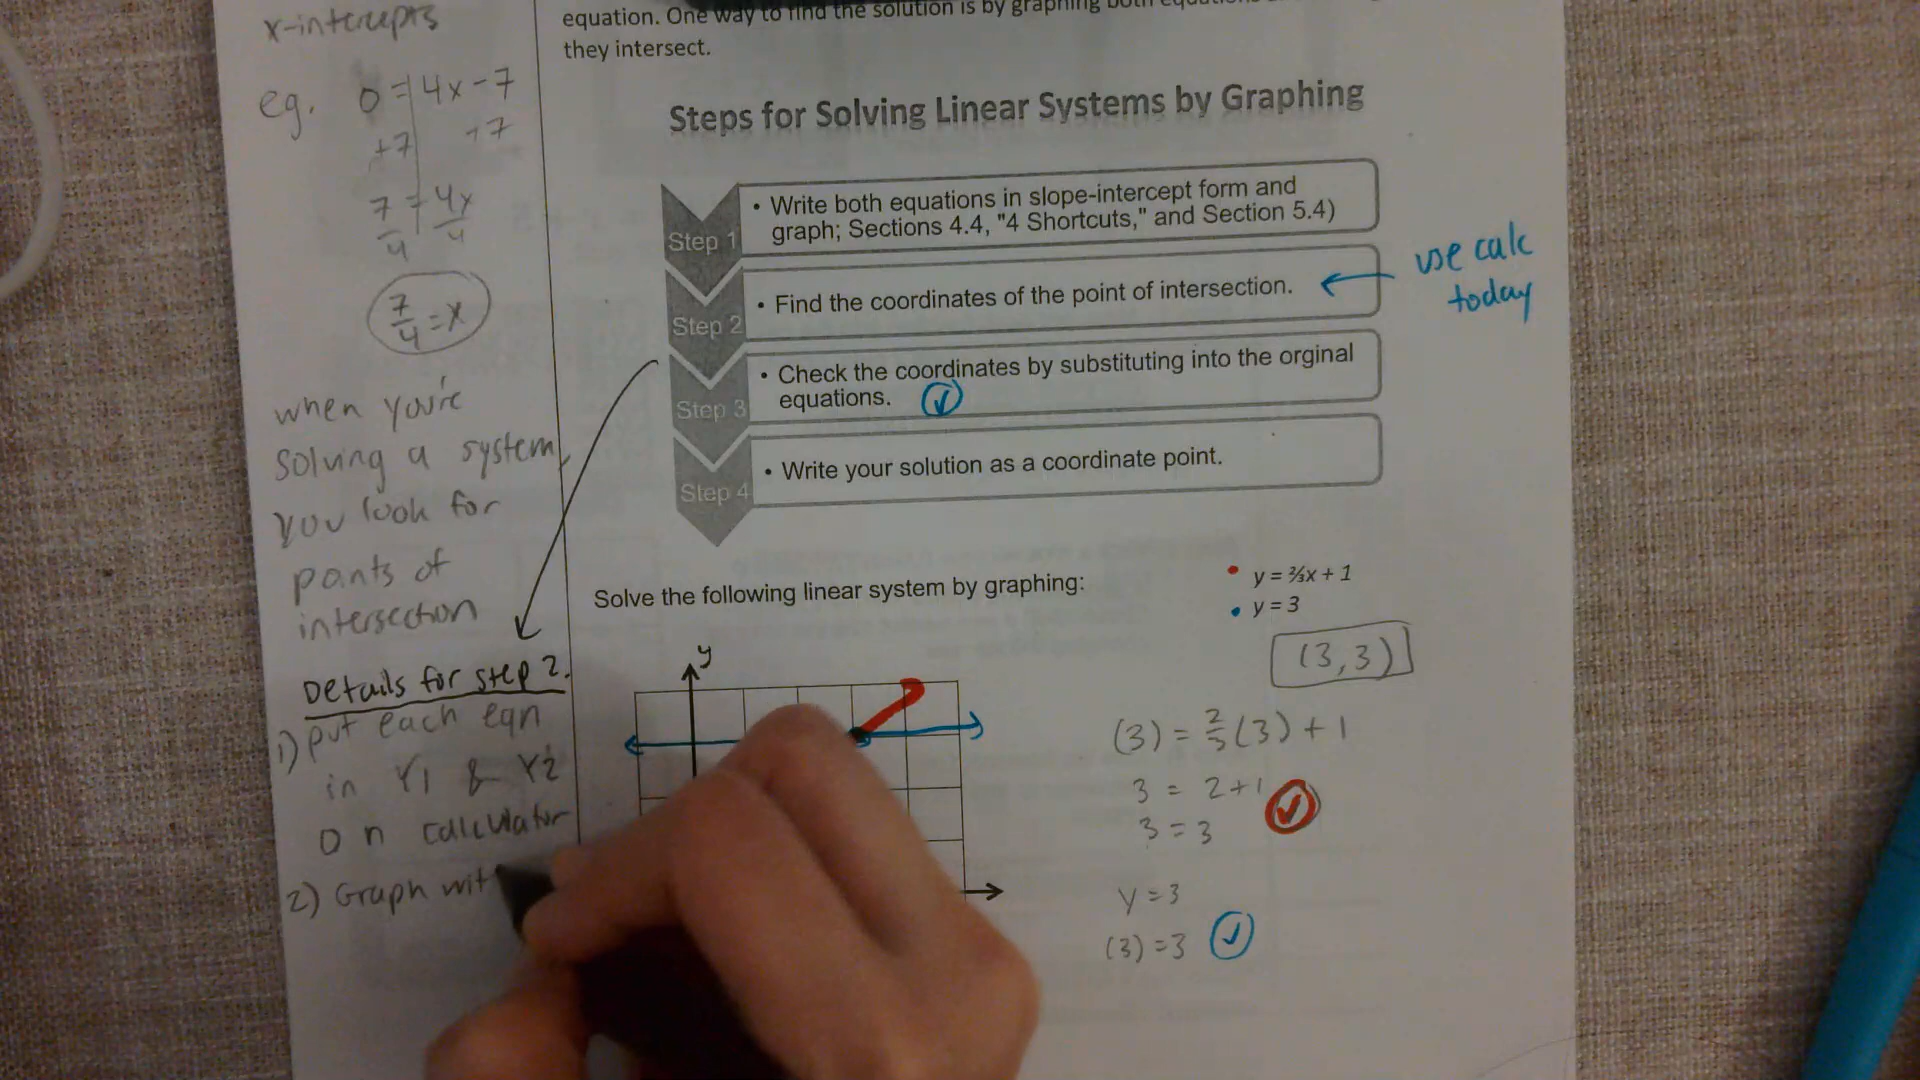 x-intercepts
eg. 0 = 4x - 7
+7 +7
7/4 = 4x/4
7/4 = x
when you're
solving a system
you look for
points of
intersection
Details for step 2.
1) put each eqn
in Y1 & Y2
on calculator
2) Graph wit
equation. One way to find the solution is by graphing both
they intersect.
Steps for Solving Linear Systems by Graphing
Step 1
• Write both equations in slope-intercept form and
graph; Sections 4.4, "4 Shortcuts," and Section 5.4)
Step 2
• Find the coordinates of the point of intersection.
use calc
today
Step 3
• Check the coordinates by substituting into the orginal
equations.
Step 4
• Write your solution as a coordinate point.
Solve the following linear system by graphing:
• y = ⅔x + 1
• y = 3
(3,3)
y
(3) = 2/3(3) + 1
3 = 2+1
3 = 3
y = 3
(3) = 3